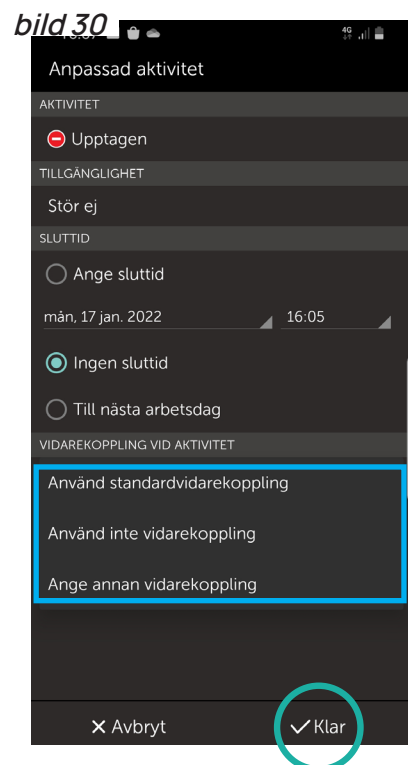 bild 30
4G
Anpassad aktivitet
AKTIVITET
Upptagen
TILLGÄNGLIGHET
Stör ej
SLUTTID
Ange sluttid
mån, 17 jan. 2022 16:05
Ingen sluttid
Till nästa arbetsdag
VIDAREKOPPLING VID AKTIVITET
Använd standardvidarekoppling
Använd inte vidarekoppling
Ange annan vidarekoppling
Avbryt Klar